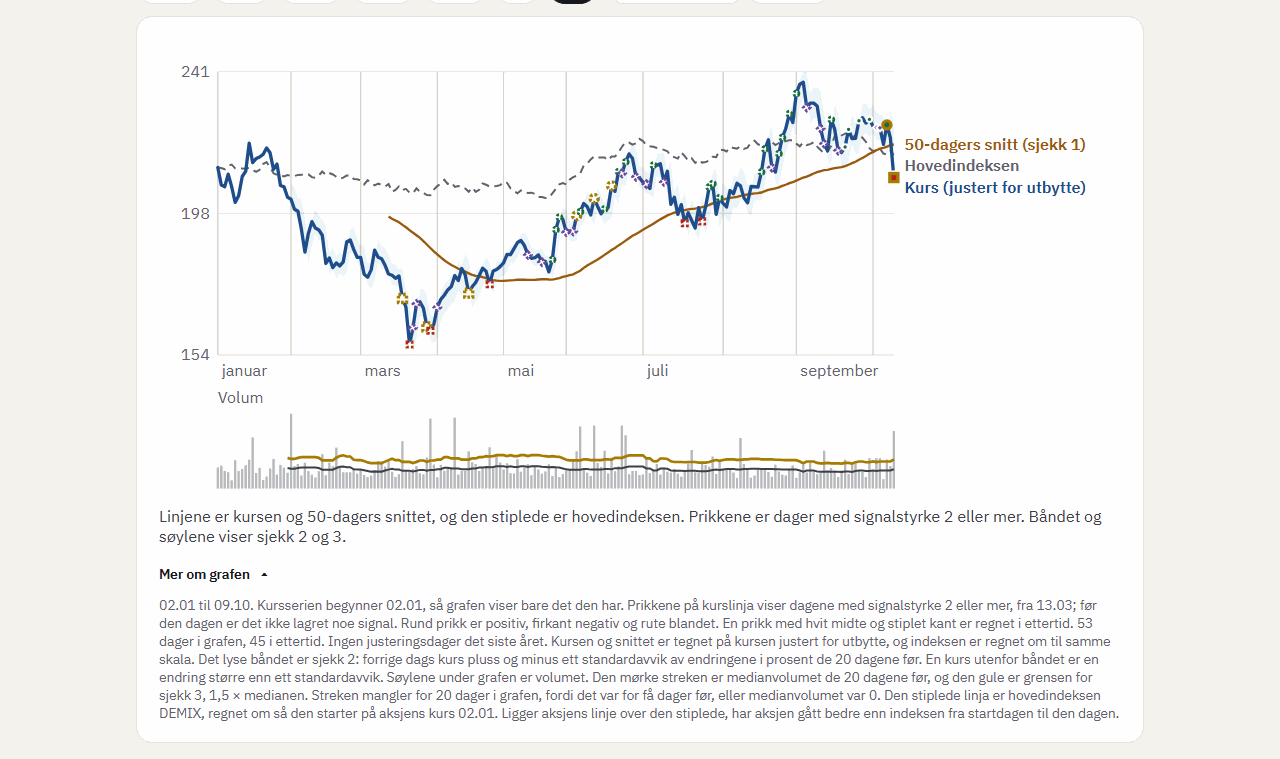 241
198
154
50-dagers snitt (sjekk 1)
Hovedindeksen
Kurs (justert for utbytte)
januar
mars
mai
juli
september
Volum
Linjene er kursen og 50-dagers snittet, og den stiplede er hovedindeksen. Prikkene er dager med signalstyrke 2 eller mer. Båndet og
søylene viser sjekk 2 og 3.
Mer om grafen
02.01 til 09.10. Kursserien begynner 02.01, så grafen viser bare det den har. Prikkene på kurslinja viser dagene med signalstyrke 2 eller mer, fra 13.03; før
den dagen er det ikke lagret noe signal. Rund prikk er positiv, firkant negativ og rute blandet. En prikk med hvit midte og stiplet kant er regnet i ettertid. 53
dager i grafen, 45 i ettertid. Ingen justeringsdager det siste året. Kursen og snittet er tegnet på kursen justert for utbytte, og indeksen er regnet om til samme
skala. Det lyse båndet er sjekk 2: forrige dags kurs pluss og minus ett standardavvik av endringene i prosent de 20 dagene før. En kurs utenfor båndet er en
endring større enn ett standardavvik. Søylene under grafen er volumet. Den mørke streken er medianvolumet de 20 dagene før, og den gule er grensen for
sjekk 3, 1,5 × medianen. Streken mangler for 20 dager i grafen, fordi det var for få dager før, eller medianvolumet var 0. Den stiplede linja er hovedindeksen
DEMIX, regnet om så den starter på aksjens kurs 02.01. Ligger aksjens linje over den stiplede, har aksjen gått bedre enn indeksen fra startdagen til den dagen.